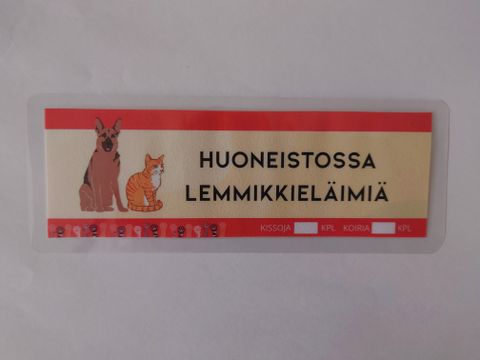 HUONEISTOSSA
LEMMIKKIELÄIMIÄ
KISSOJA KPL KOIRIA KPL